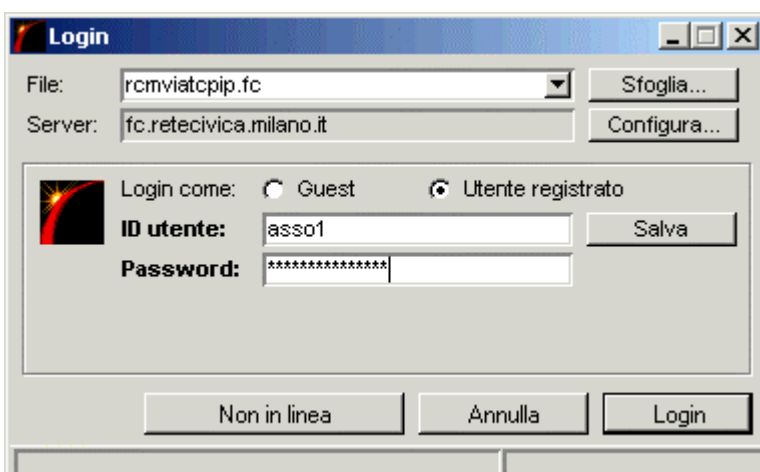 Login
File: rcmviatcpip.fc Sfoglia...
Server: fc.retecivica.milano.it Configura...
Login come: Guest Utente registrato
ID utente: asso1 Salva
Password: ***************
Non in linea Annulla Login